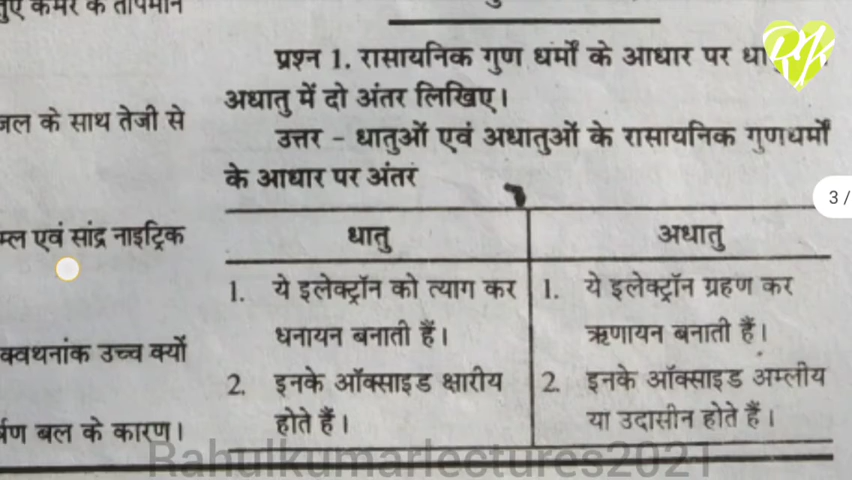 हुए कमरे के तापमान
जल के साथ तेजी से
म्ल एवं सांद्र नाइट्रिक
क्वथनांक उच्च क्यों
र्षण बल के कारण।
प्रश्न 1. रासायनिक गुण धर्मों के आधार पर
अधातु में दो अंतर लिखिए।
उत्तर - धातुओं एवं अधातुओं के रासायनिक गुणधर्मों
के आधार पर अंतर
3 /
धातु
अधातु
1. ये इलेक्ट्रॉन को त्याग कर
धनायन बनाती हैं।
2. इनके ऑक्साइड क्षारीय
होते हैं।
1. ये इलेक्ट्रॉन ग्रहण कर
ऋणायन बनाती हैं।
2. इनके ऑक्साइड अम्लीय
या उदासीन होते हैं।
Rahulkumarlectures2021